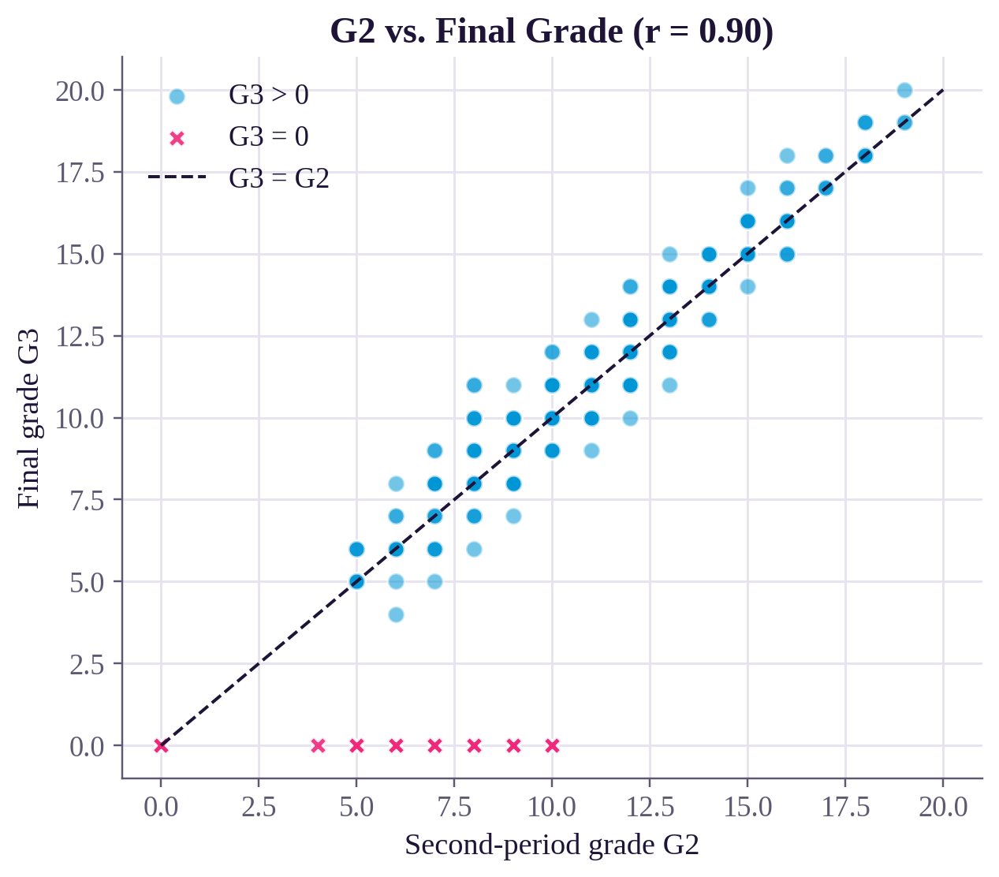 G2 vs. Final Grade (r = 0.90)
G3 > 0
G3 = 0
G3 = G2
20.0
17.5
15.0
12.5
10.0
7.5
5.0
2.5
0.0
Final grade G3
0.0 2.5 5.0 7.5 10.0 12.5 15.0 17.5 20.0
Second-period grade G2